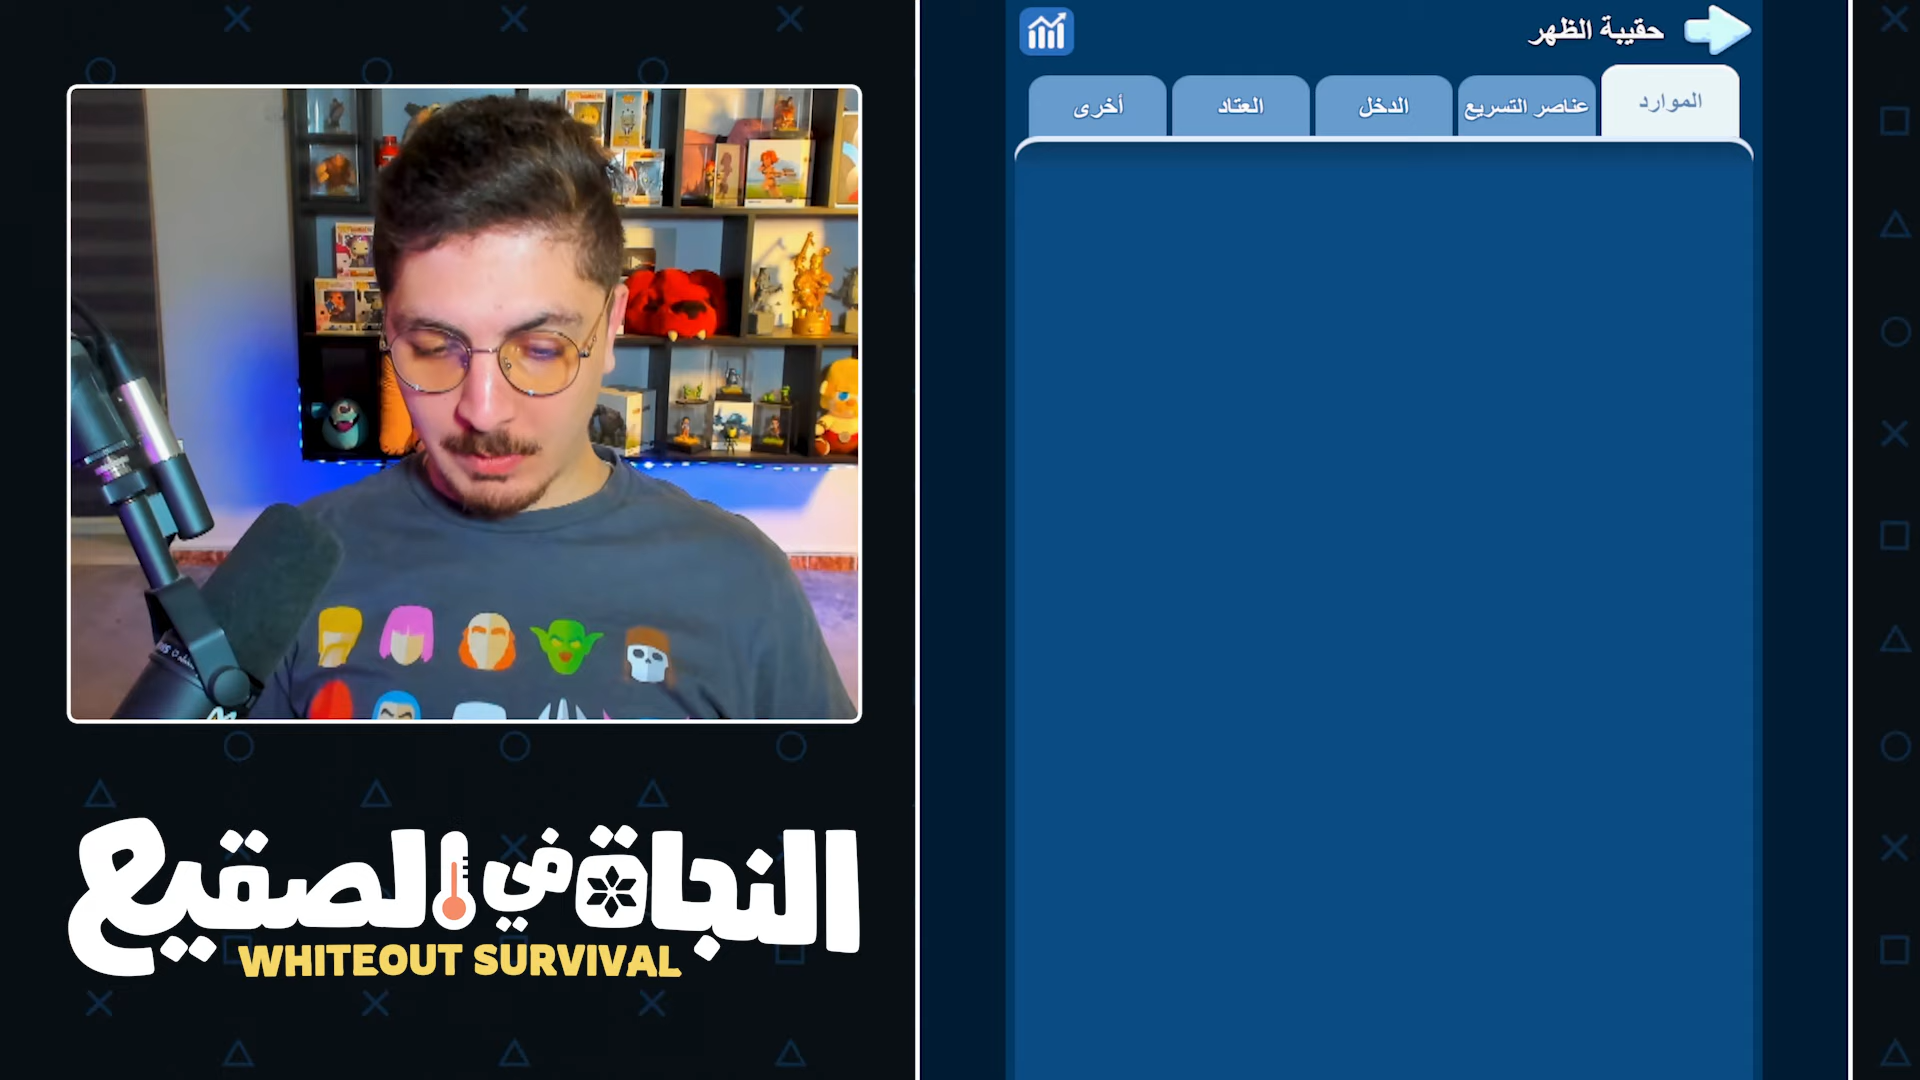 حقيبة الظهر
الموارد
عناصر التسريع
الدخل
العتاد
أخرى
النجاة في الصقيع
WHITEOUT SURVIVAL